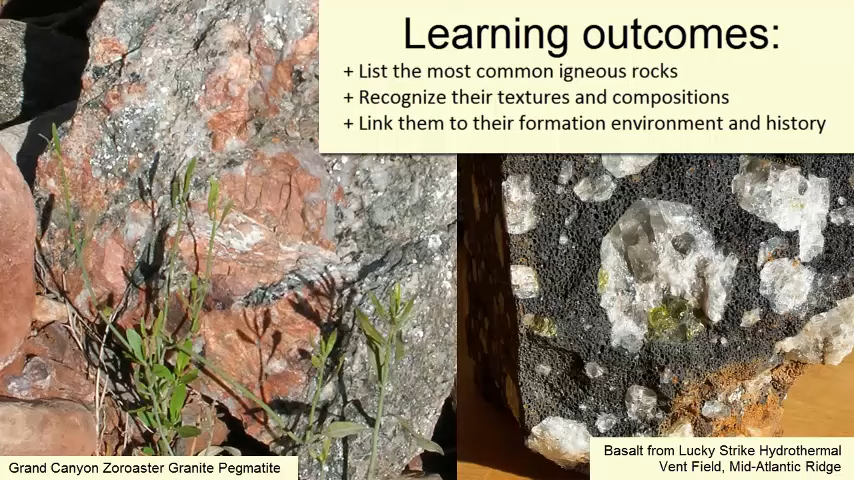 Learning outcomes:
+ List the most common igneous rocks
+ Recognize their textures and compositions
+ Link them to their formation environment and history
Grand Canyon Zoroaster Granite Pegmatite
Basalt from Lucky Strike Hydrothermal
Vent Field, Mid-Atlantic Ridge